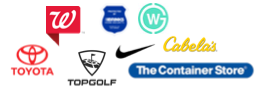 W
W
Cabela's
TOYOTA
TOPGOLF
The Container Store